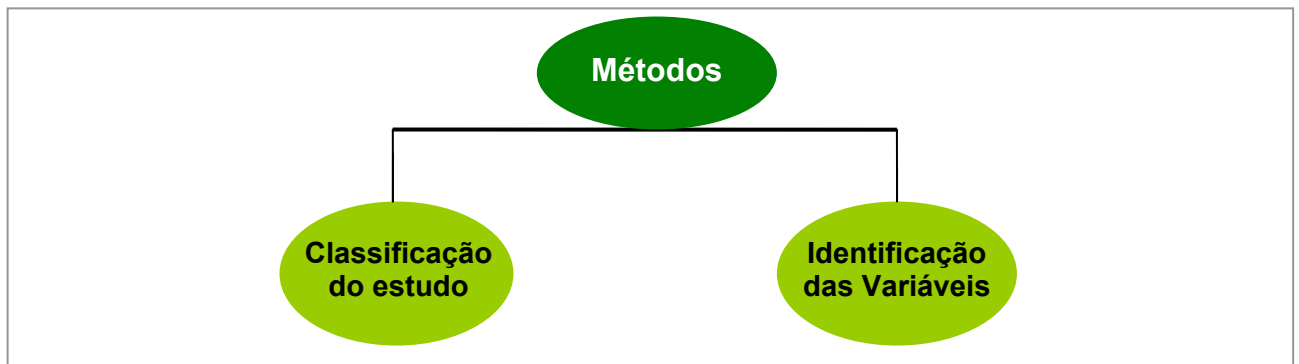 Métodos
Classificação
do estudo
Identificação
das Variáveis